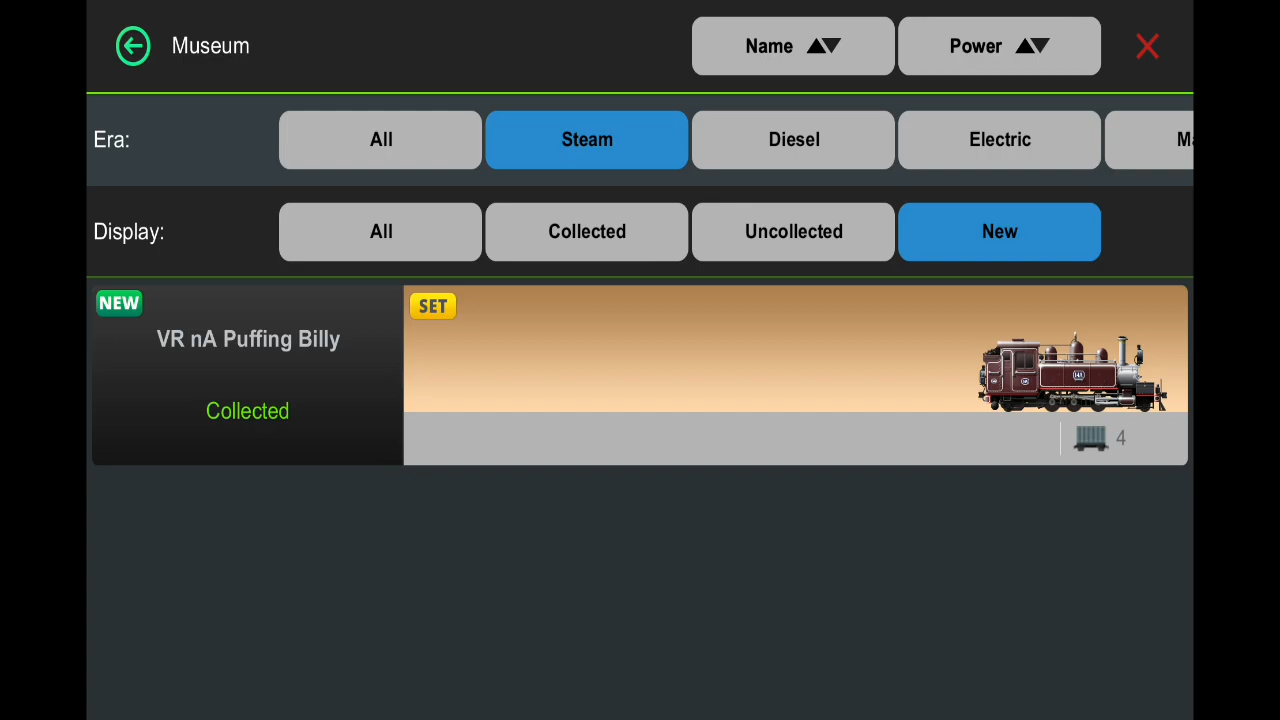 Museum
Name
Power
Era:
All
Steam
Diesel
Electric
Ma
Display:
All
Collected
Uncollected
New
NEW
SET
VR nA Puffing Billy
Collected
4